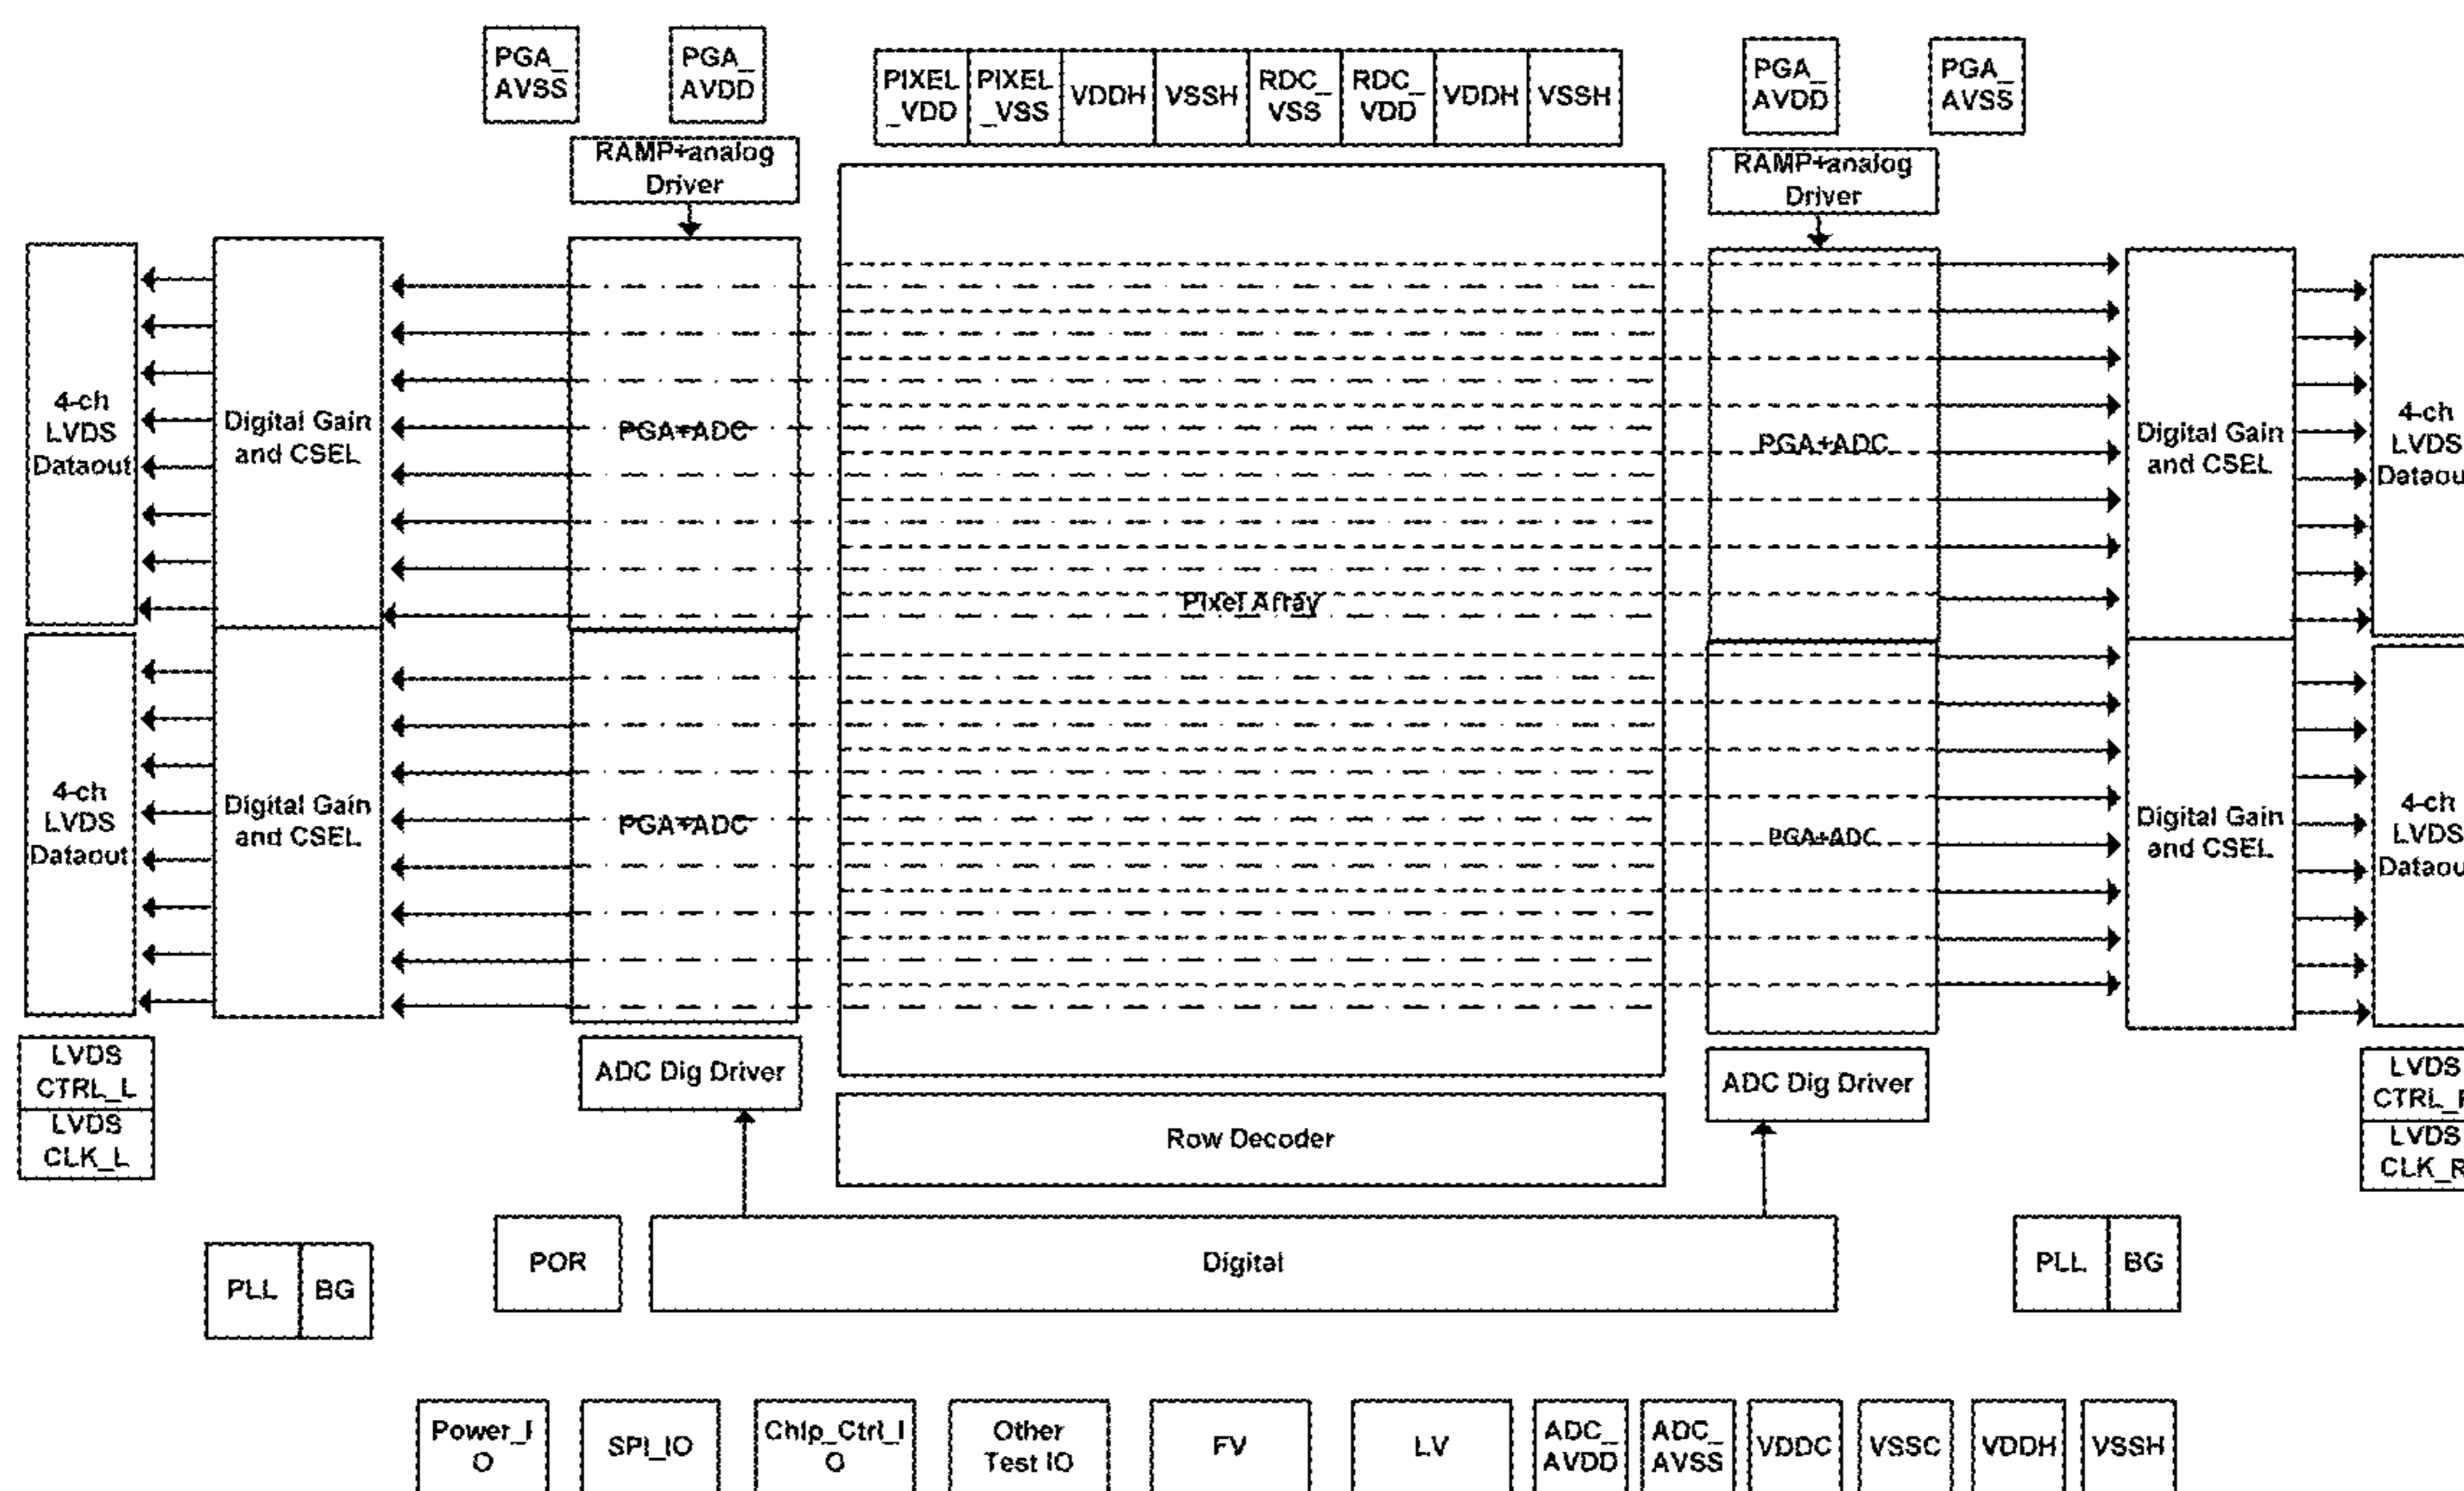 PGA_
AVSS
PGA_
AVDD
PIXEL
_VDD
PIXEL
_VSS
VDDH
VSSH
RDC_
VSS
RDC_
VDD
VDDH
VSSH
PGA_
AVDD
PGA_
AVSS
RAMP+analog
Driver
RAMP+analog
Driver
4-ch
LVDS
Dataout
Digital Gain
and CSEL
PGA+ADC
Pixel Array
PGA+ADC
Digital Gain
and CSEL
4-ch
LVDS
Dataou
4-ch
LVDS
Dataout
Digital Gain
and CSEL
PGA+ADC
PGA+ADC
Digital Gain
and CSEL
4-ch
LVDS
Dataou
LVDS
CTRL_L
LVDS
CLK_L
ADC Dig Driver
Row Decoder
ADC Dig Driver
LVDS
CTRL_R
LVDS
CLK_R
PLL
BG
POR
Digital
PLL
BG
Power_I
O
SPI_IO
Chip_Ctrl_I
O
Other
Test IO
FV
LV
ADC_
AVDD
ADC_
AVSS
VDDC
VSSC
VDDH
VSSH